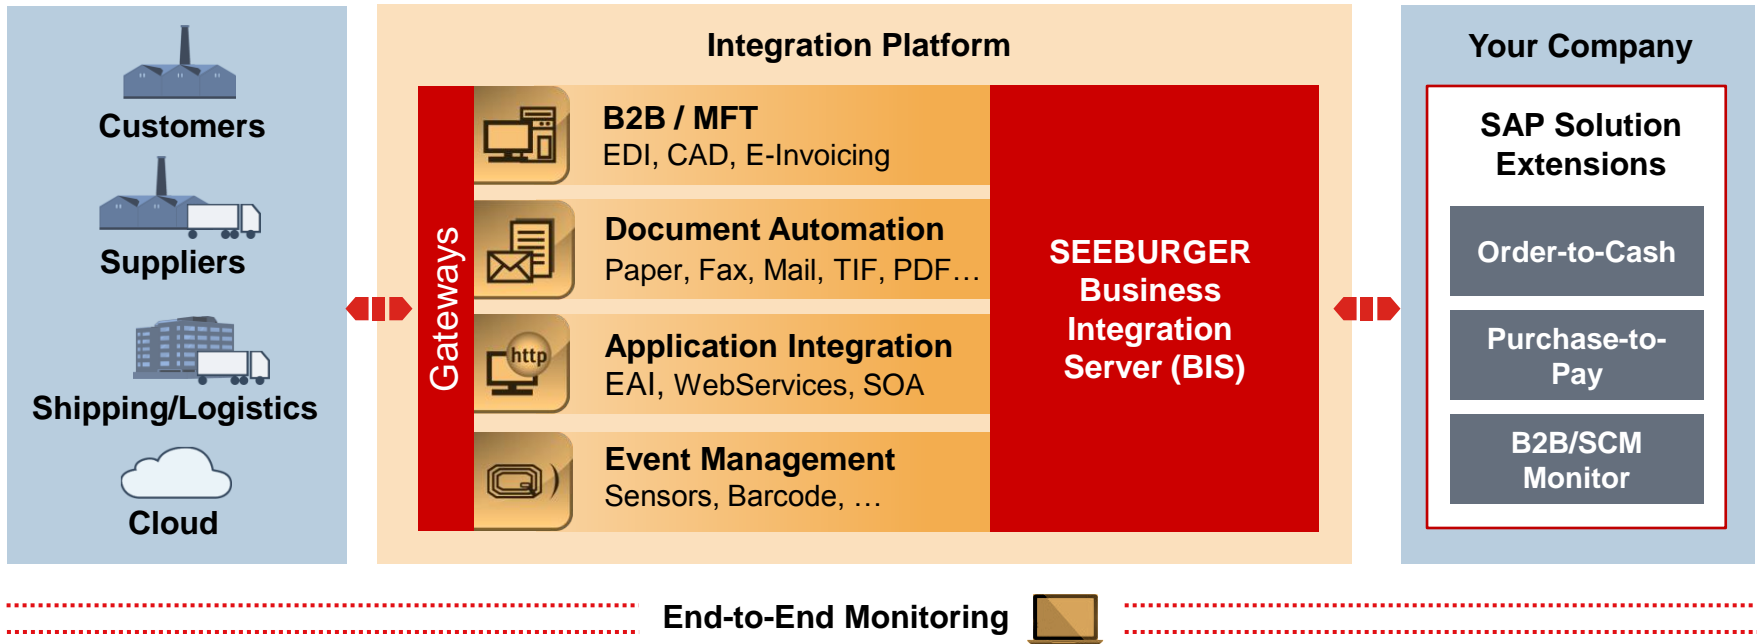 Customers
Suppliers
Shipping/Logistics
Cloud
Integration Platform
Gateways
B2B / MFT
EDI, CAD, E-Invoicing
Document Automation
Paper, Fax, Mail, TIF, PDF…
http
Application Integration
EAI, WebServices, SOA
Event Management
Sensors, Barcode, …
SEEBURGER
Business
Integration
Server (BIS)
Your Company
SAP Solution
Extensions
Order-to-Cash
Purchase-to-
Pay
B2B/SCM
Monitor
End-to-End Monitoring